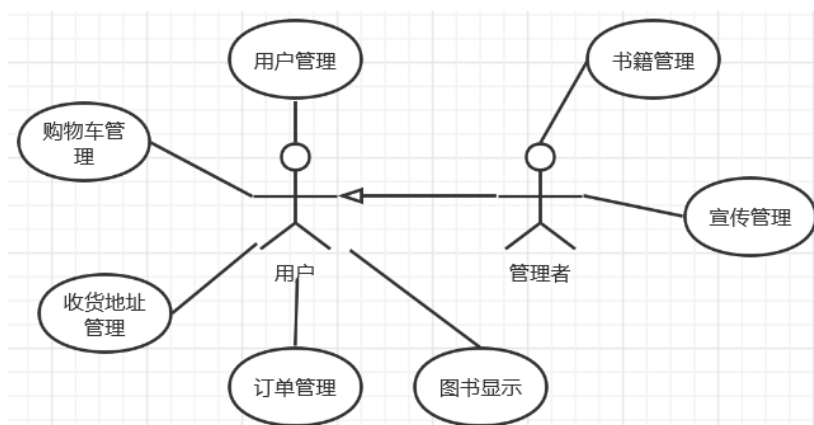 用户管理
书籍管理
购物车管
理
宣传管理
用户
管理者
收货地址
管理
订单管理
图书显示